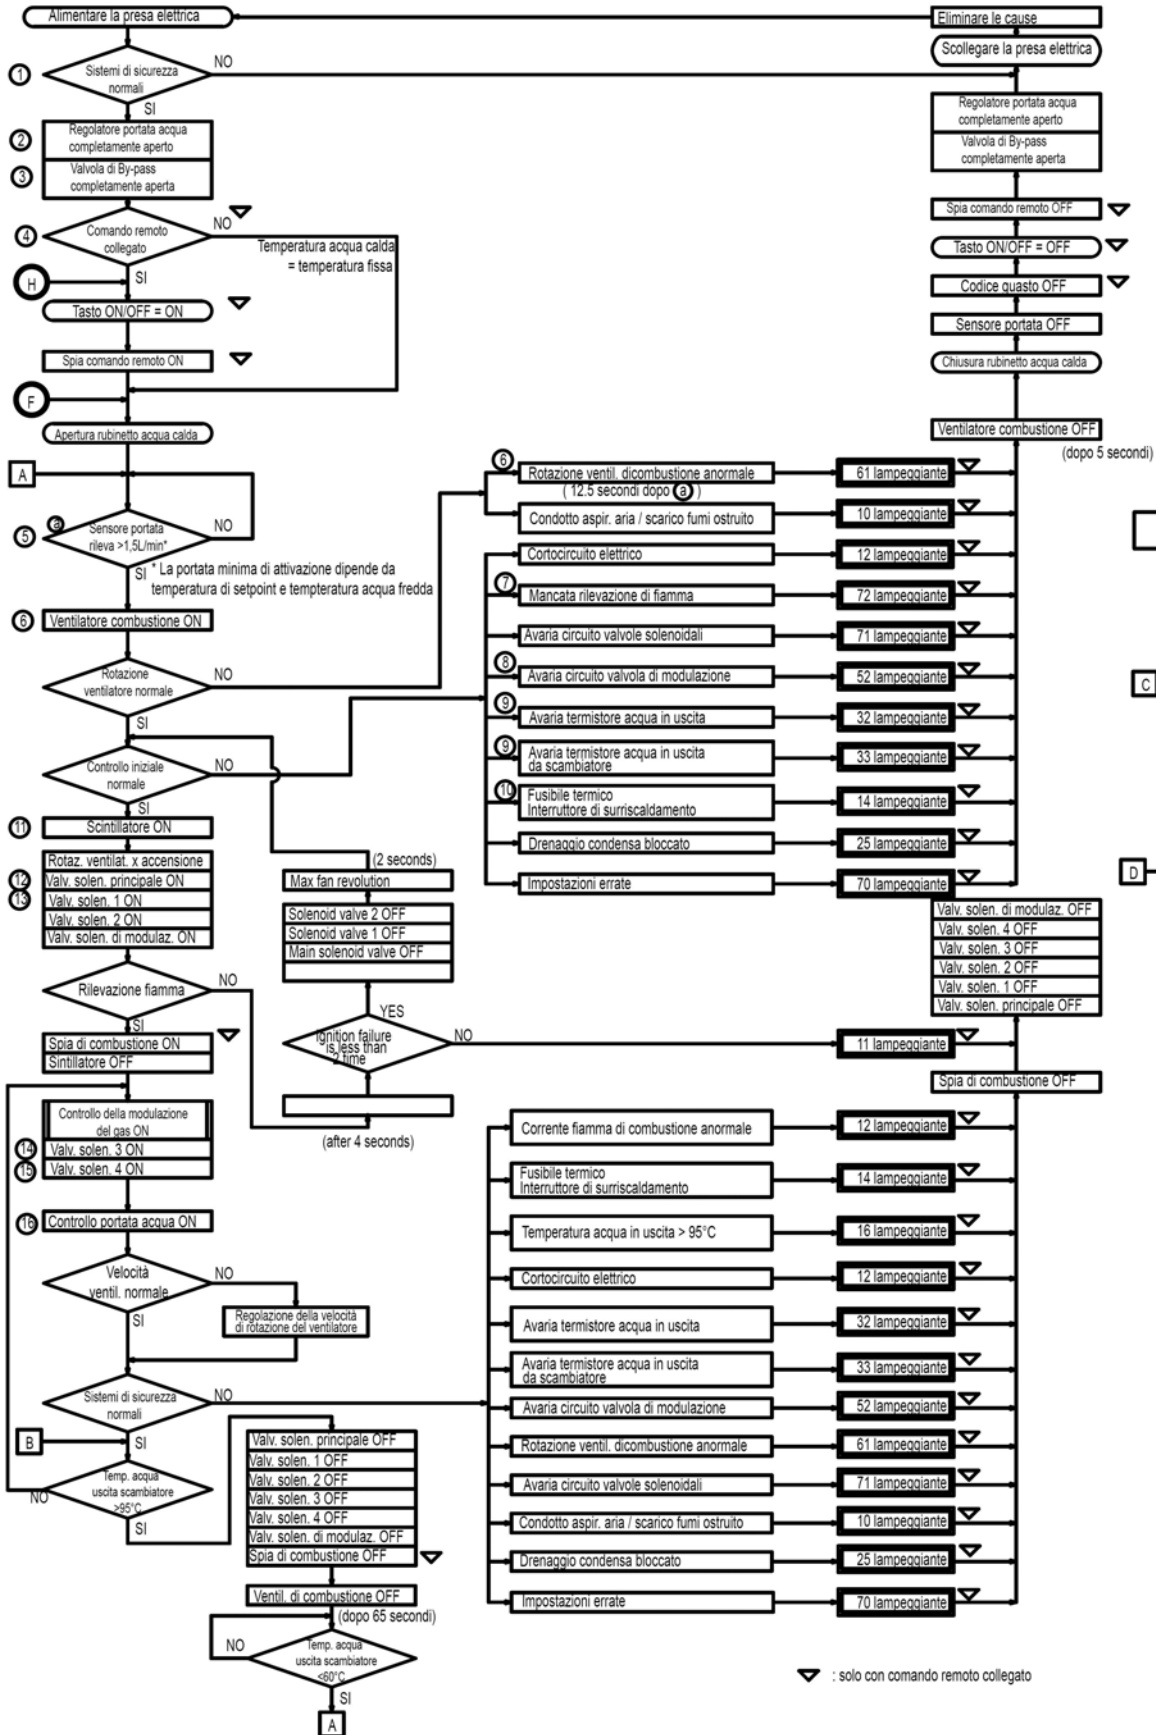 Alimentare la presa elettrica
1
Sistemi di sicurezza
normali
NO
SI
2
Regolatore portata acqua
completamente aperto
3
Valvola di By-pass
completamente aperta
4
Comando remoto
collegato
NO
Temperatura acqua calda
= temperatura fissa
SI
H
Tasto ON/OFF = ON
Spia comando remoto ON
F
Apertura rubinetto acqua calda
A
a
5
Sensore portata
rileva >1,5L/min*
NO
SI
* La portata minima di attivazione dipende da
temperatura di setpoint e tempteratura acqua fredda
6
Ventilatore combustione ON
Rotazione
ventilatore normale
NO
SI
Controllo iniziale
normale
NO
SI
11
Scintillatore ON
Rotaz. ventilat. x accensione
12
Valv. solen. principale ON
13
Valv. solen. 1 ON
Valv. solen. 2 ON
Valv. solen. di modulaz. ON
Rilevazione fiamma
NO
SI
Spia di combustione ON
Sintillatore OFF
Controllo della modulazione
del gas ON
14
Valv. solen. 3 ON
15
Valv. solen. 4 ON
16
Controllo portata acqua ON
Velocità
ventil. normale
NO
SI
Regolazione della velocità
di rotazione del ventilatore
Sistemi di sicurezza
normali
NO
SI
B
Temp. acqua
uscita scambiatore
>95°C
NO
SI
(2 seconds)
Max fan revolution
Solenoid valve 2 OFF
Solenoid valve 1 OFF
Main solenoid valve OFF
YES
Ignition failure
is less than
2 time
NO
(after 4 seconds)
Valv. solen. principale OFF
Valv. solen. 1 OFF
Valv. solen. 2 OFF
Valv. solen. 3 OFF
Valv. solen. 4 OFF
Valv. solen. di modulaz. OFF
Spia di combustione OFF
Ventil. di combustione OFF
(dopo 65 secondi)
NO
Temp. acqua
uscita scambiatore
<60°C
SI
A
6
Rotazione ventil. dicombustione anormale
( 12.5 secondi dopo a )
61 lampeggiante
Condotto aspir. aria / scarico fumi ostruito
10 lampeggiante
Cortocircuito elettrico
12 lampeggiante
7
Mancata rilevazione di fiamma
72 lampeggiante
Avaria circuito valvole solenoidali
71 lampeggiante
8
Avaria circuito valvola di modulazione
52 lampeggiante
9
Avaria termistore acqua in uscita
32 lampeggiante
9
Avaria termistore acqua in uscita
da scambiatore
33 lampeggiante
10
Fusibile termico
Interruttore di surriscaldamento
14 lampeggiante
Drenaggio condensa bloccato
25 lampeggiante
Impostazioni errate
70 lampeggiante
11 lampeggiante
Corrente fiamma di combustione anormale
12 lampeggiante
Fusibile termico
Interruttore di surriscaldamento
14 lampeggiante
Temperatura acqua in uscita > 95°C
16 lampeggiante
Cortocircuito elettrico
12 lampeggiante
Avaria termistore acqua in uscita
32 lampeggiante
Avaria termistore acqua in uscita
da scambiatore
33 lampeggiante
Avaria circuito valvola di modulazione
52 lampeggiante
Rotazione ventil. dicombustione anormale
61 lampeggiante
Avaria circuito valvole solenoidali
71 lampeggiante
Condotto aspir. aria / scarico fumi ostruito
10 lampeggiante
Drenaggio condensa bloccato
25 lampeggiante
Impostazioni errate
70 lampeggiante
Eliminare le cause
Scollegare la presa elettrica
Regolatore portata acqua
completamente aperto
Valvola di By-pass
completamente aperta
Spia comando remoto OFF
Tasto ON/OFF = OFF
Codice quasto OFF
Sensore portata OFF
Chiusura rubinetto acqua calda
Ventilatore combustione OFF
(dopo 5 secondi)
C
D
Valv. solen. di modulaz. OFF
Valv. solen. 4 OFF
Valv. solen. 3 OFF
Valv. solen. 2 OFF
Valv. solen. 1 OFF
Valv. solen. principale OFF
Spia di combustione OFF
: solo con comando remoto collegato